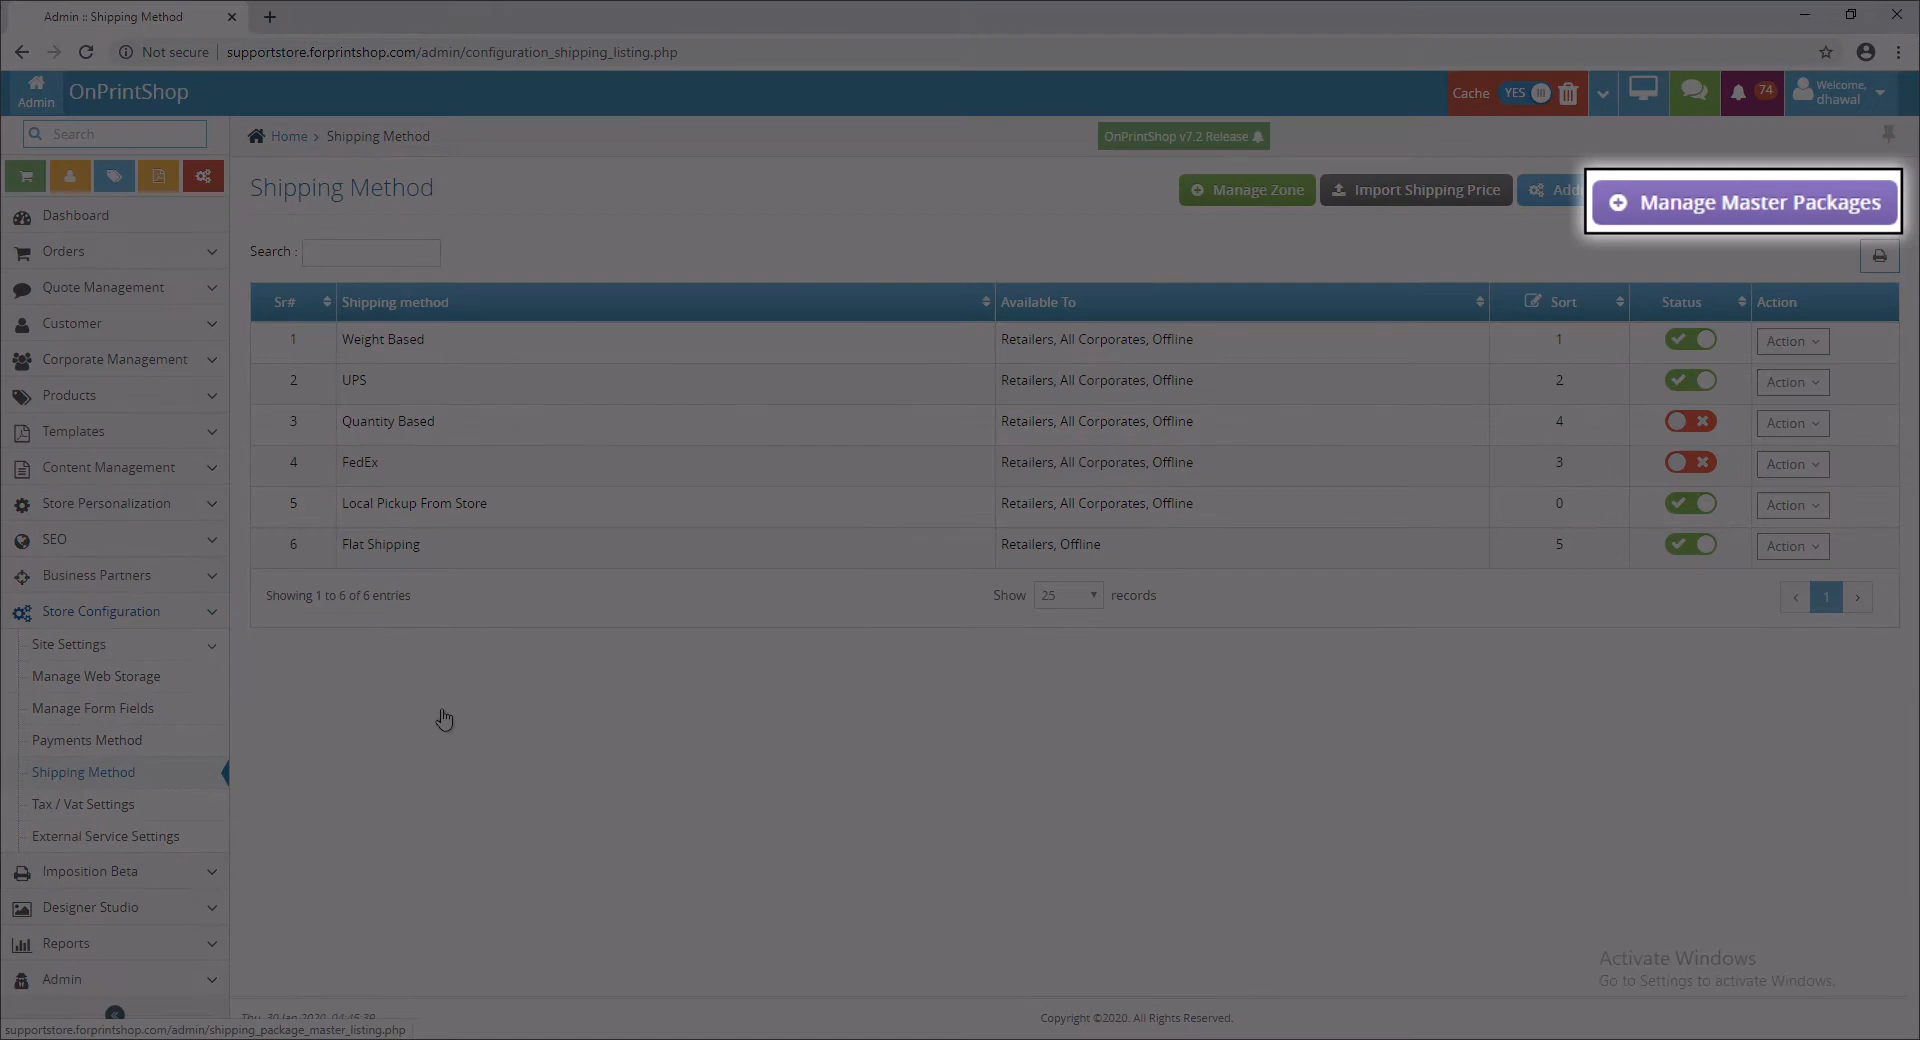 Admin :: Shipping Method
Not secure supportstore.forprintshop.com/admin/configuration_shipping_listing.php
Admin OnPrintShop Cache YES 74 Welcome, dhawal
Search Home › Shipping Method OnPrintShop v7.2 Release
Shipping Method Manage Zone Import Shipping Price Manage Master Packages
Search :
Sr# Shipping method Available To Sort Status Action
1 Weight Based Retailers, All Corporates, Offline 1 Action
2 UPS Retailers, All Corporates, Offline 2 Action
3 Quantity Based Retailers, All Corporates, Offline 4 Action
4 FedEx Retailers, All Corporates, Offline 3 Action
5 Local Pickup From Store Retailers, All Corporates, Offline 0 Action
6 Flat Shipping Retailers, Offline 5 Action
Showing 1 to 6 of 6 entries Show 25 records ‹ 1 ›
Dashboard
Orders
Quote Management
Customer
Corporate Management
Products
Templates
Content Management
Store Personalization
SEO
Business Partners
Store Configuration
Site Settings
Manage Web Storage
Manage Form Fields
Payments Method
Shipping Method
Tax / Vat Settings
External Service Settings
Imposition Beta
Designer Studio
Reports
Admin
Activate Windows
Go to Settings to activate Windows.
Thu, 30 Jan 2020, Copyright ©2020. All Rights Reserved.
supportstore.forprintshop.com/admin/shipping_package_master_listing.php